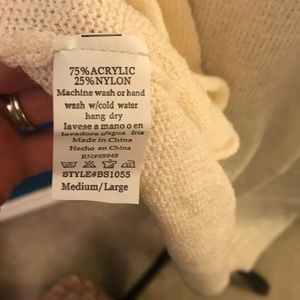 75%ACRYLIC
25%NYLON
Machine wash or hand
wash w/cold water
hang dry
lavese a mano o en
lavadora o/agua fria
Made in China
Hecho en China
RN#98948
STYLE#BS1055
Medium/Large